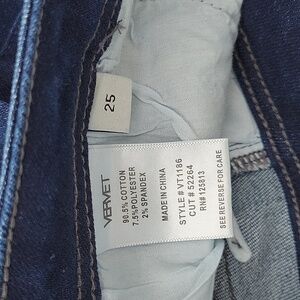 25
VERVET
90.5% COTTON
7.5% POLYESTER
2% SPANDEX
MADE IN CHINA
STYLE # VT1186
CUT # 52264
RN# 125813
SEE REVERSE FOR CARE